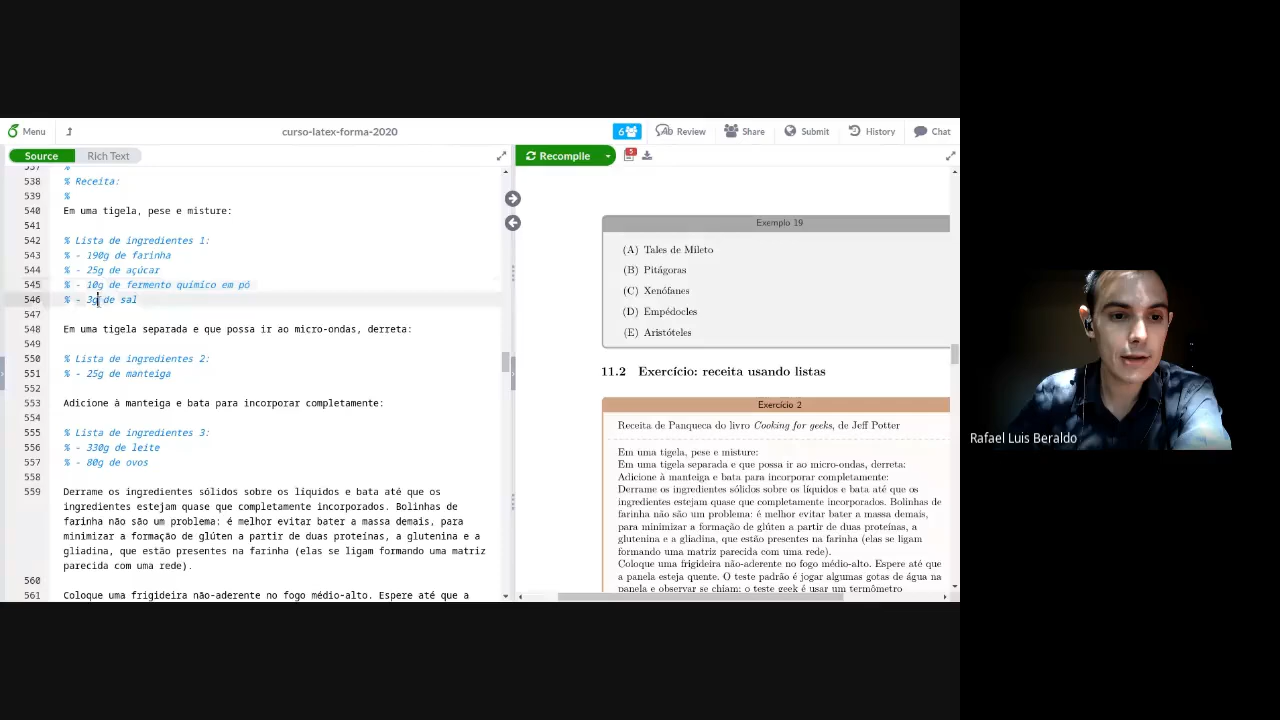 Menu
curso-latex-forma-2020
6
Review
Share
Submit
History
Chat
Source
Rich Text
Recompile
5
537 %
538 % Receita:
539 %
540 Em uma tigela, pese e misture:
541
542 % Lista de ingredientes 1:
543 % - 190g de farinha
544 % - 25g de açúcar
545 % - 10g de fermento químico em pó
546 % - 3g de sal
547
548 Em uma tigela separada e que possa ir ao micro-ondas, derreta:
549
550 % Lista de ingredientes 2:
551 % - 25g de manteiga
552
553 Adicione à manteiga e bata para incorporar completamente:
554
555 % Lista de ingredientes 3:
556 % - 330g de leite
557 % - 80g de ovos
558
559 Derrame os ingredientes sólidos sobre os líquidos e bata até que os
ingredientes estejam quase que completamente incorporados. Bolinhas de
farinha não são um problema: é melhor evitar bater a massa demais, para
minimizar a formação de glúten a partir de duas proteínas, a glutenina e a
gliadina, que estão presentes na farinha (elas se ligam formando uma matriz
parecida com uma rede).
560
561 Coloque uma frigideira não-aderente no fogo médio-alto. Espere até que a
Exemplo 19
(A) Tales de Mileto
(B) Pitágoras
(C) Xenófanes
(D) Empédocles
(E) Aristóteles
11.2 Exercício: receita usando listas
Exercício 2
Receita de Panqueca do livro Cooking for geeks, de Jeff Potter
Em uma tigela, pese e misture:
Em uma tigela separada e que possa ir ao micro-ondas, derreta:
Adicione à manteiga e bata para incorporar completamente:
Derrame os ingredientes sólidos sobre os líquidos e bata até que os
ingredientes estejam quase que completamente incorporados. Bolinhas de
farinha não são um problema: é melhor evitar bater a massa demais,
para minimizar a formação de glúten a partir de duas proteínas, a
glutenina e a gliadina, que estão presentes na farinha (elas se ligam
formando uma matriz parecida com uma rede).
Coloque uma frigideira não-aderente no fogo médio-alto. Espere até que
a panela esteja quente. O teste padrão é jogar algumas gotas de água na
panela e observar se chiam; o teste geek é usar um termômetro
Rafael Luis Beraldo